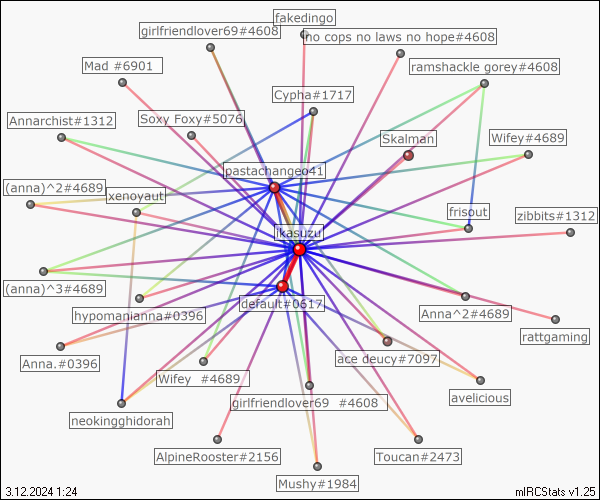 fakedingo
girlfriendlover69#4608
no cops no laws no hope#4608
Mad #6901
ramshackle gorey#4608
Cypha#1717
Annarchist#1312
Soxy Foxy#5076
Skalman
Wifey#4689
pastachangeo41
(anna)^2#4689
xenoyaut
frisout
zibbits#1312
ikasuzu
(anna)^3#4689
default#0617
hypomanianna#0396
Anna^2#4689
rattgaming
Anna.#0396
ace deucy#7097
Wifey  #4689
avelicious
girlfriendlover69  #4608
neokingghidorah
AlpineRooster#2156
Toucan#2473
Mushy#1984
3.12.2024 1:24
mIRCStats v1.25